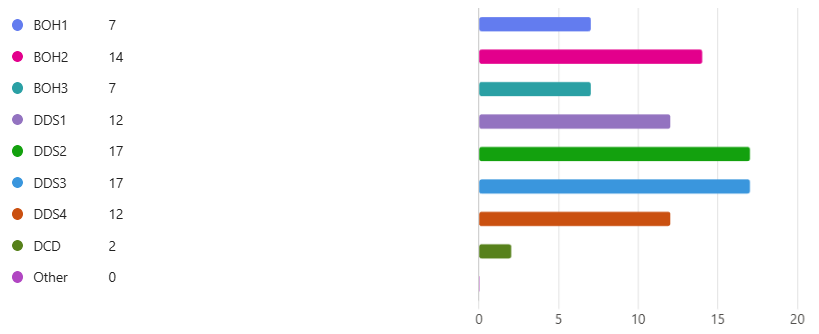 BOH1 7
BOH2 14
BOH3 7
DDS1 12
DDS2 17
DDS3 17
DDS4 12
DCD 2
Other 0
0 5 10 15 20